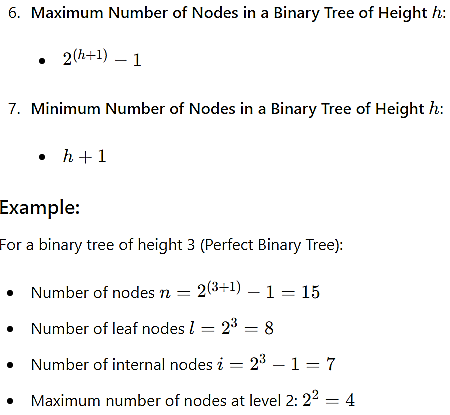 6. Maximum Number of Nodes in a Binary Tree of Height h:
• 2^(h+1) − 1
7. Minimum Number of Nodes in a Binary Tree of Height h:
• h + 1
Example:
For a binary tree of height 3 (Perfect Binary Tree):
• Number of nodes n = 2^(3+1) − 1 = 15
• Number of leaf nodes l = 2^3 = 8
• Number of internal nodes i = 2^3 − 1 = 7
• Maximum number of nodes at level 2: 2^2 = 4